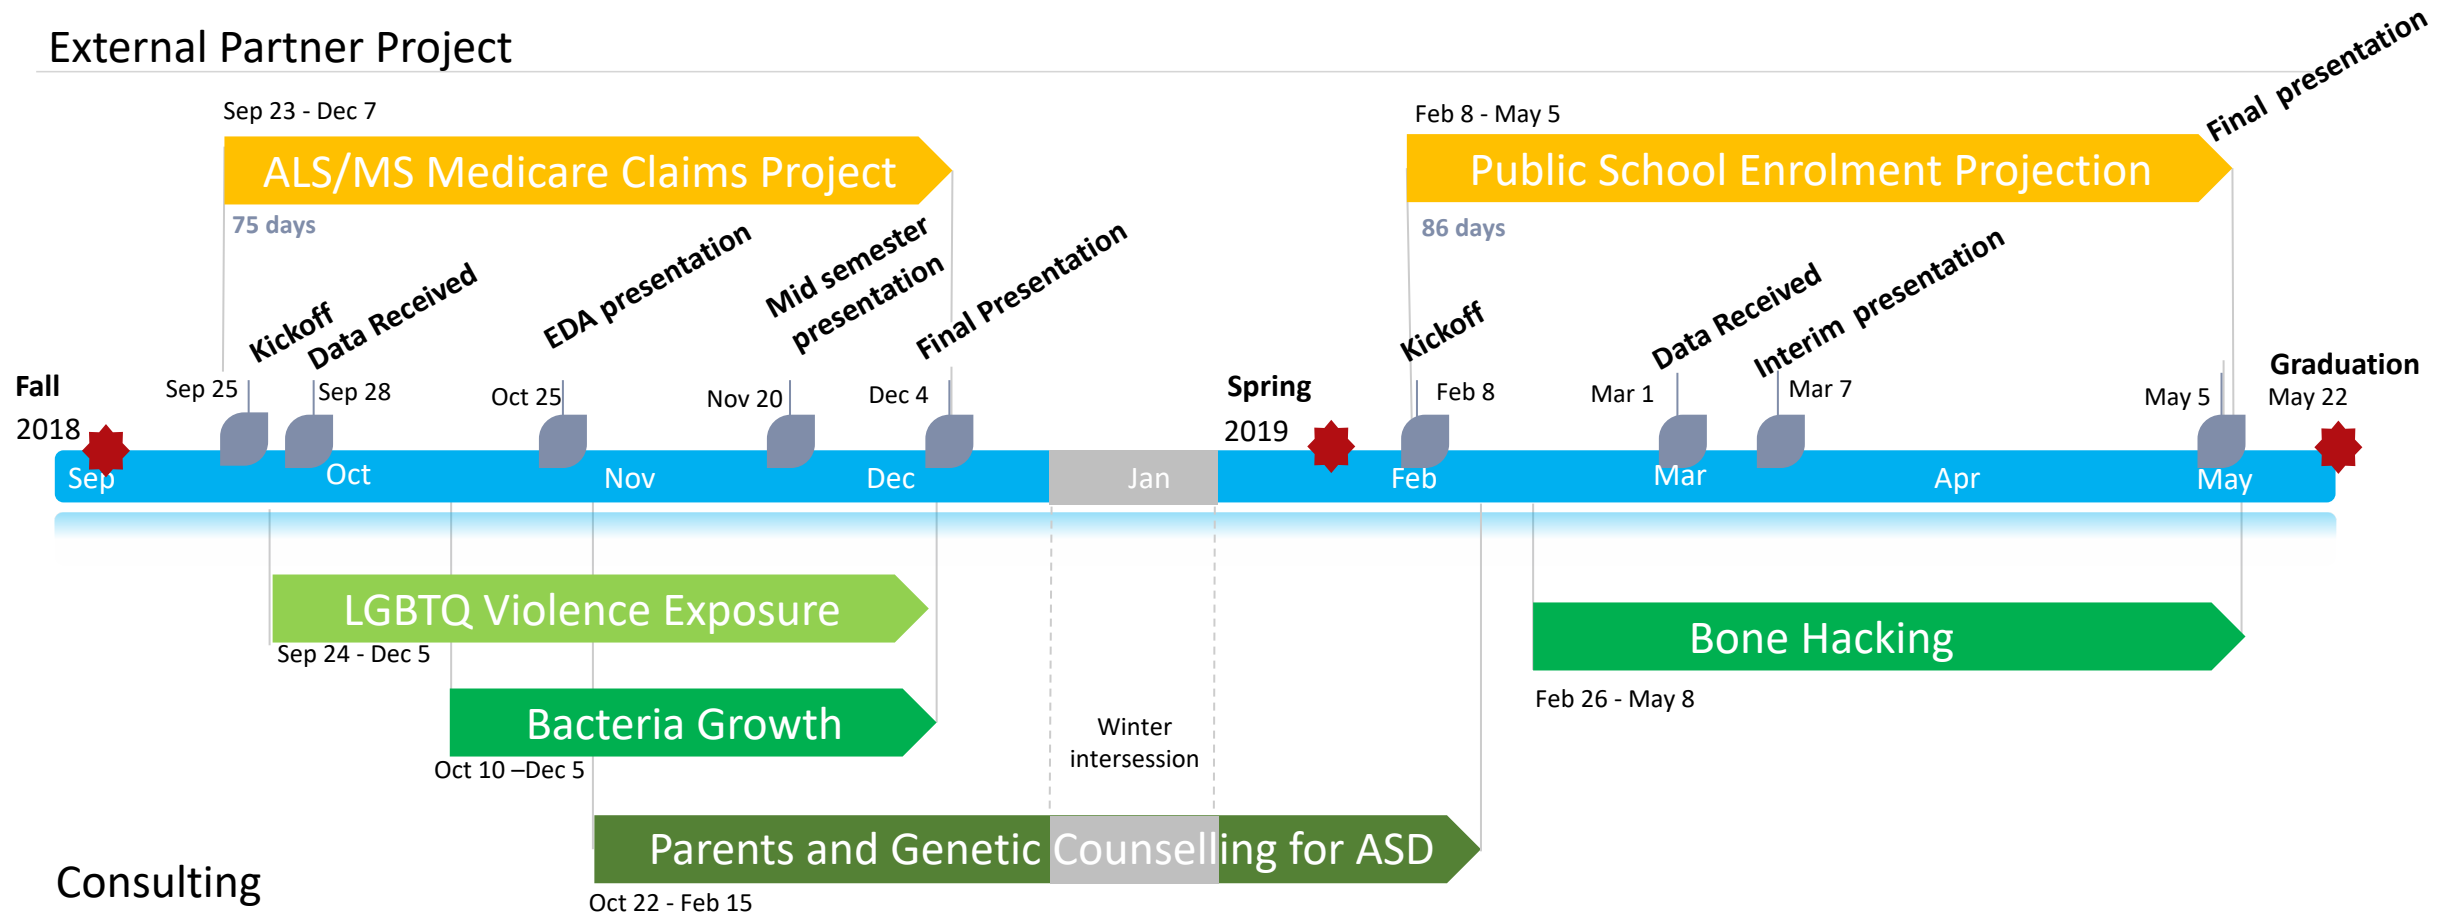 External Partner Project
Final  presentation
Sep 23 - Dec 7
Feb 8 - May 5
ALS/MS Medicare Claims Project
Public School Enrolment Projection
75 days
86 days
Kickoff
Data Received
EDA presentation
Mid semester
presentation
Final Presentation
Kickoff
Data Received
Interim  presentation
Fall
2018
Sep 25
Sep 28
Oct 25
Nov 20
Dec 4
Spring
2019
Feb 8
Mar 1
Mar 7
May 5
Graduation
May 22
Sep
Oct
Nov
Dec
Jan
Feb
Mar
Apr
May
LGBTQ Violence Exposure
Sep 24 - Dec 5
Bone Hacking
Feb 26 - May 8
Bacteria Growth
Oct 10 –Dec 5
Winter
intersession
Parents and Genetic Counselling for ASD
Oct 22 - Feb 15
Consulting